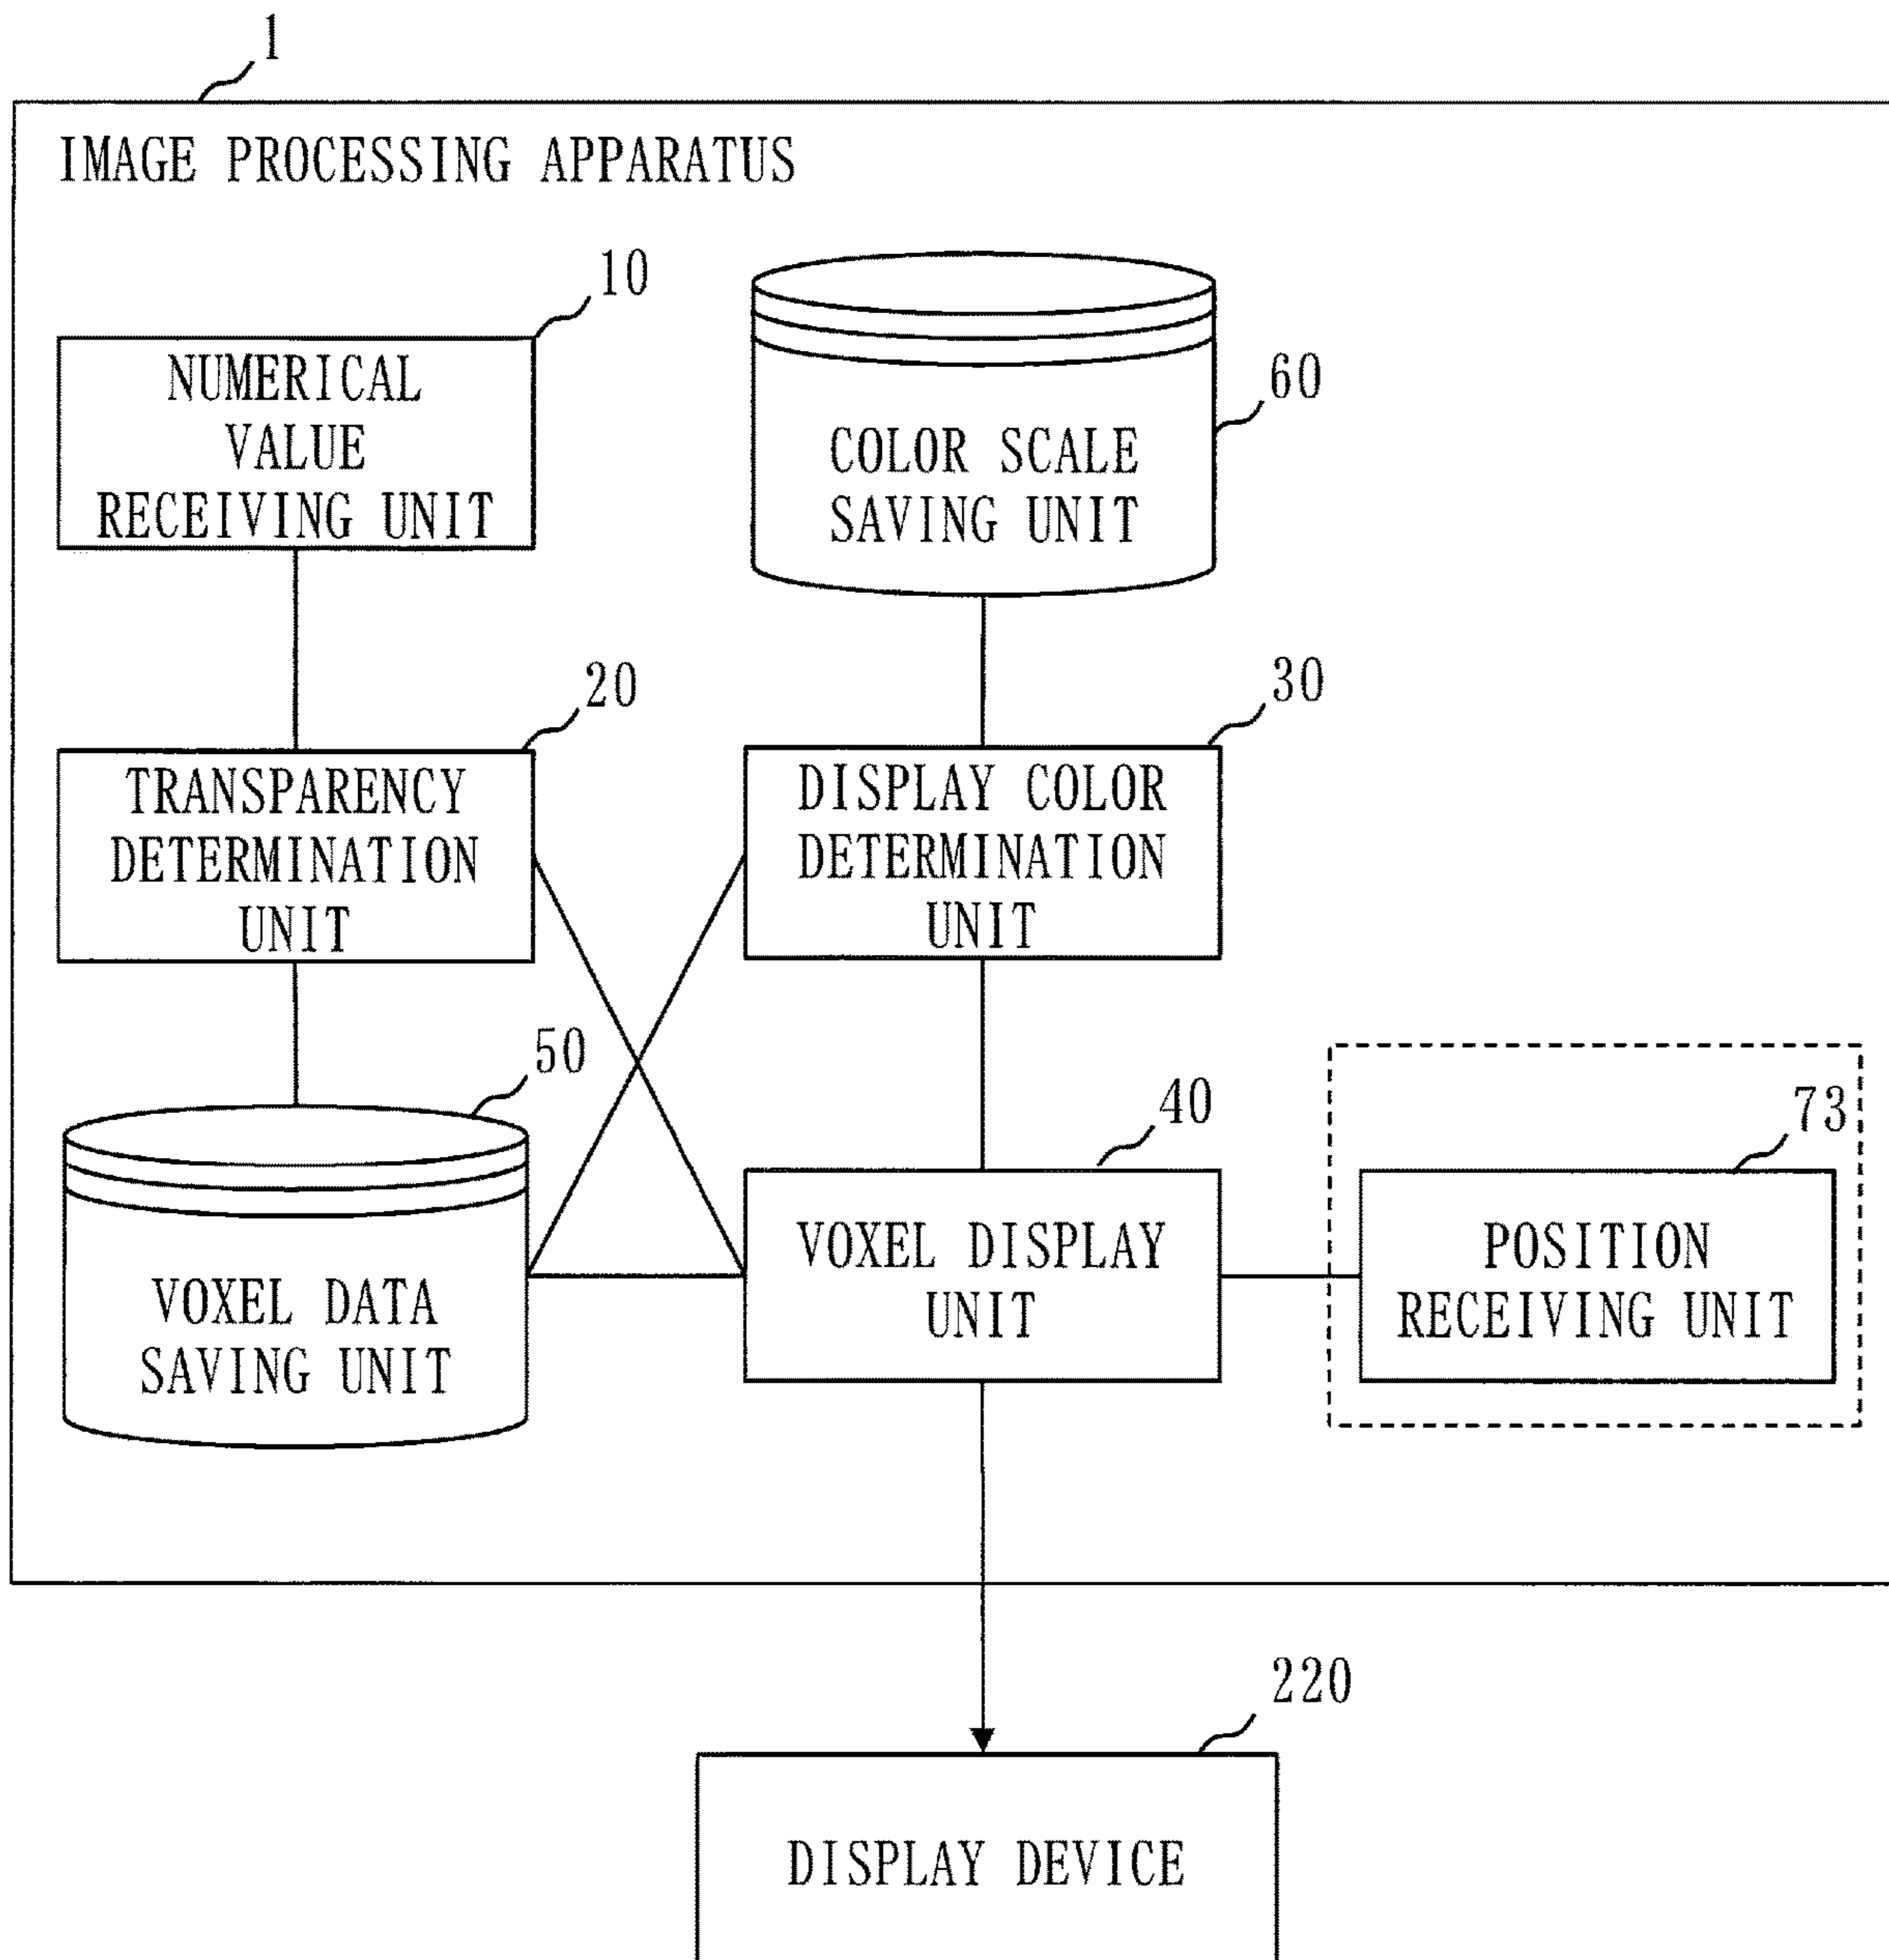 1
IMAGE PROCESSING APPARATUS
10
NUMERICAL
VALUE
RECEIVING UNIT
60
COLOR SCALE
SAVING UNIT
20
TRANSPARENCY
DETERMINATION
UNIT
30
DISPLAY COLOR
DETERMINATION
UNIT
50
VOXEL DATA
SAVING UNIT
40
VOXEL DISPLAY
UNIT
73
POSITION
RECEIVING UNIT
220
DISPLAY DEVICE